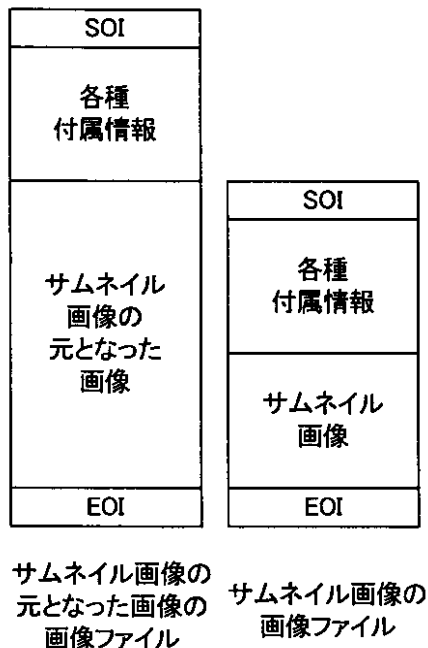 SOI
各種
付属情報
サムネイル
画像の
元となった
画像
EOI
サムネイル画像の
元となった画像の
画像ファイル
SOI
各種
付属情報
サムネイル
画像
EOI
サムネイル画像の
画像ファイル